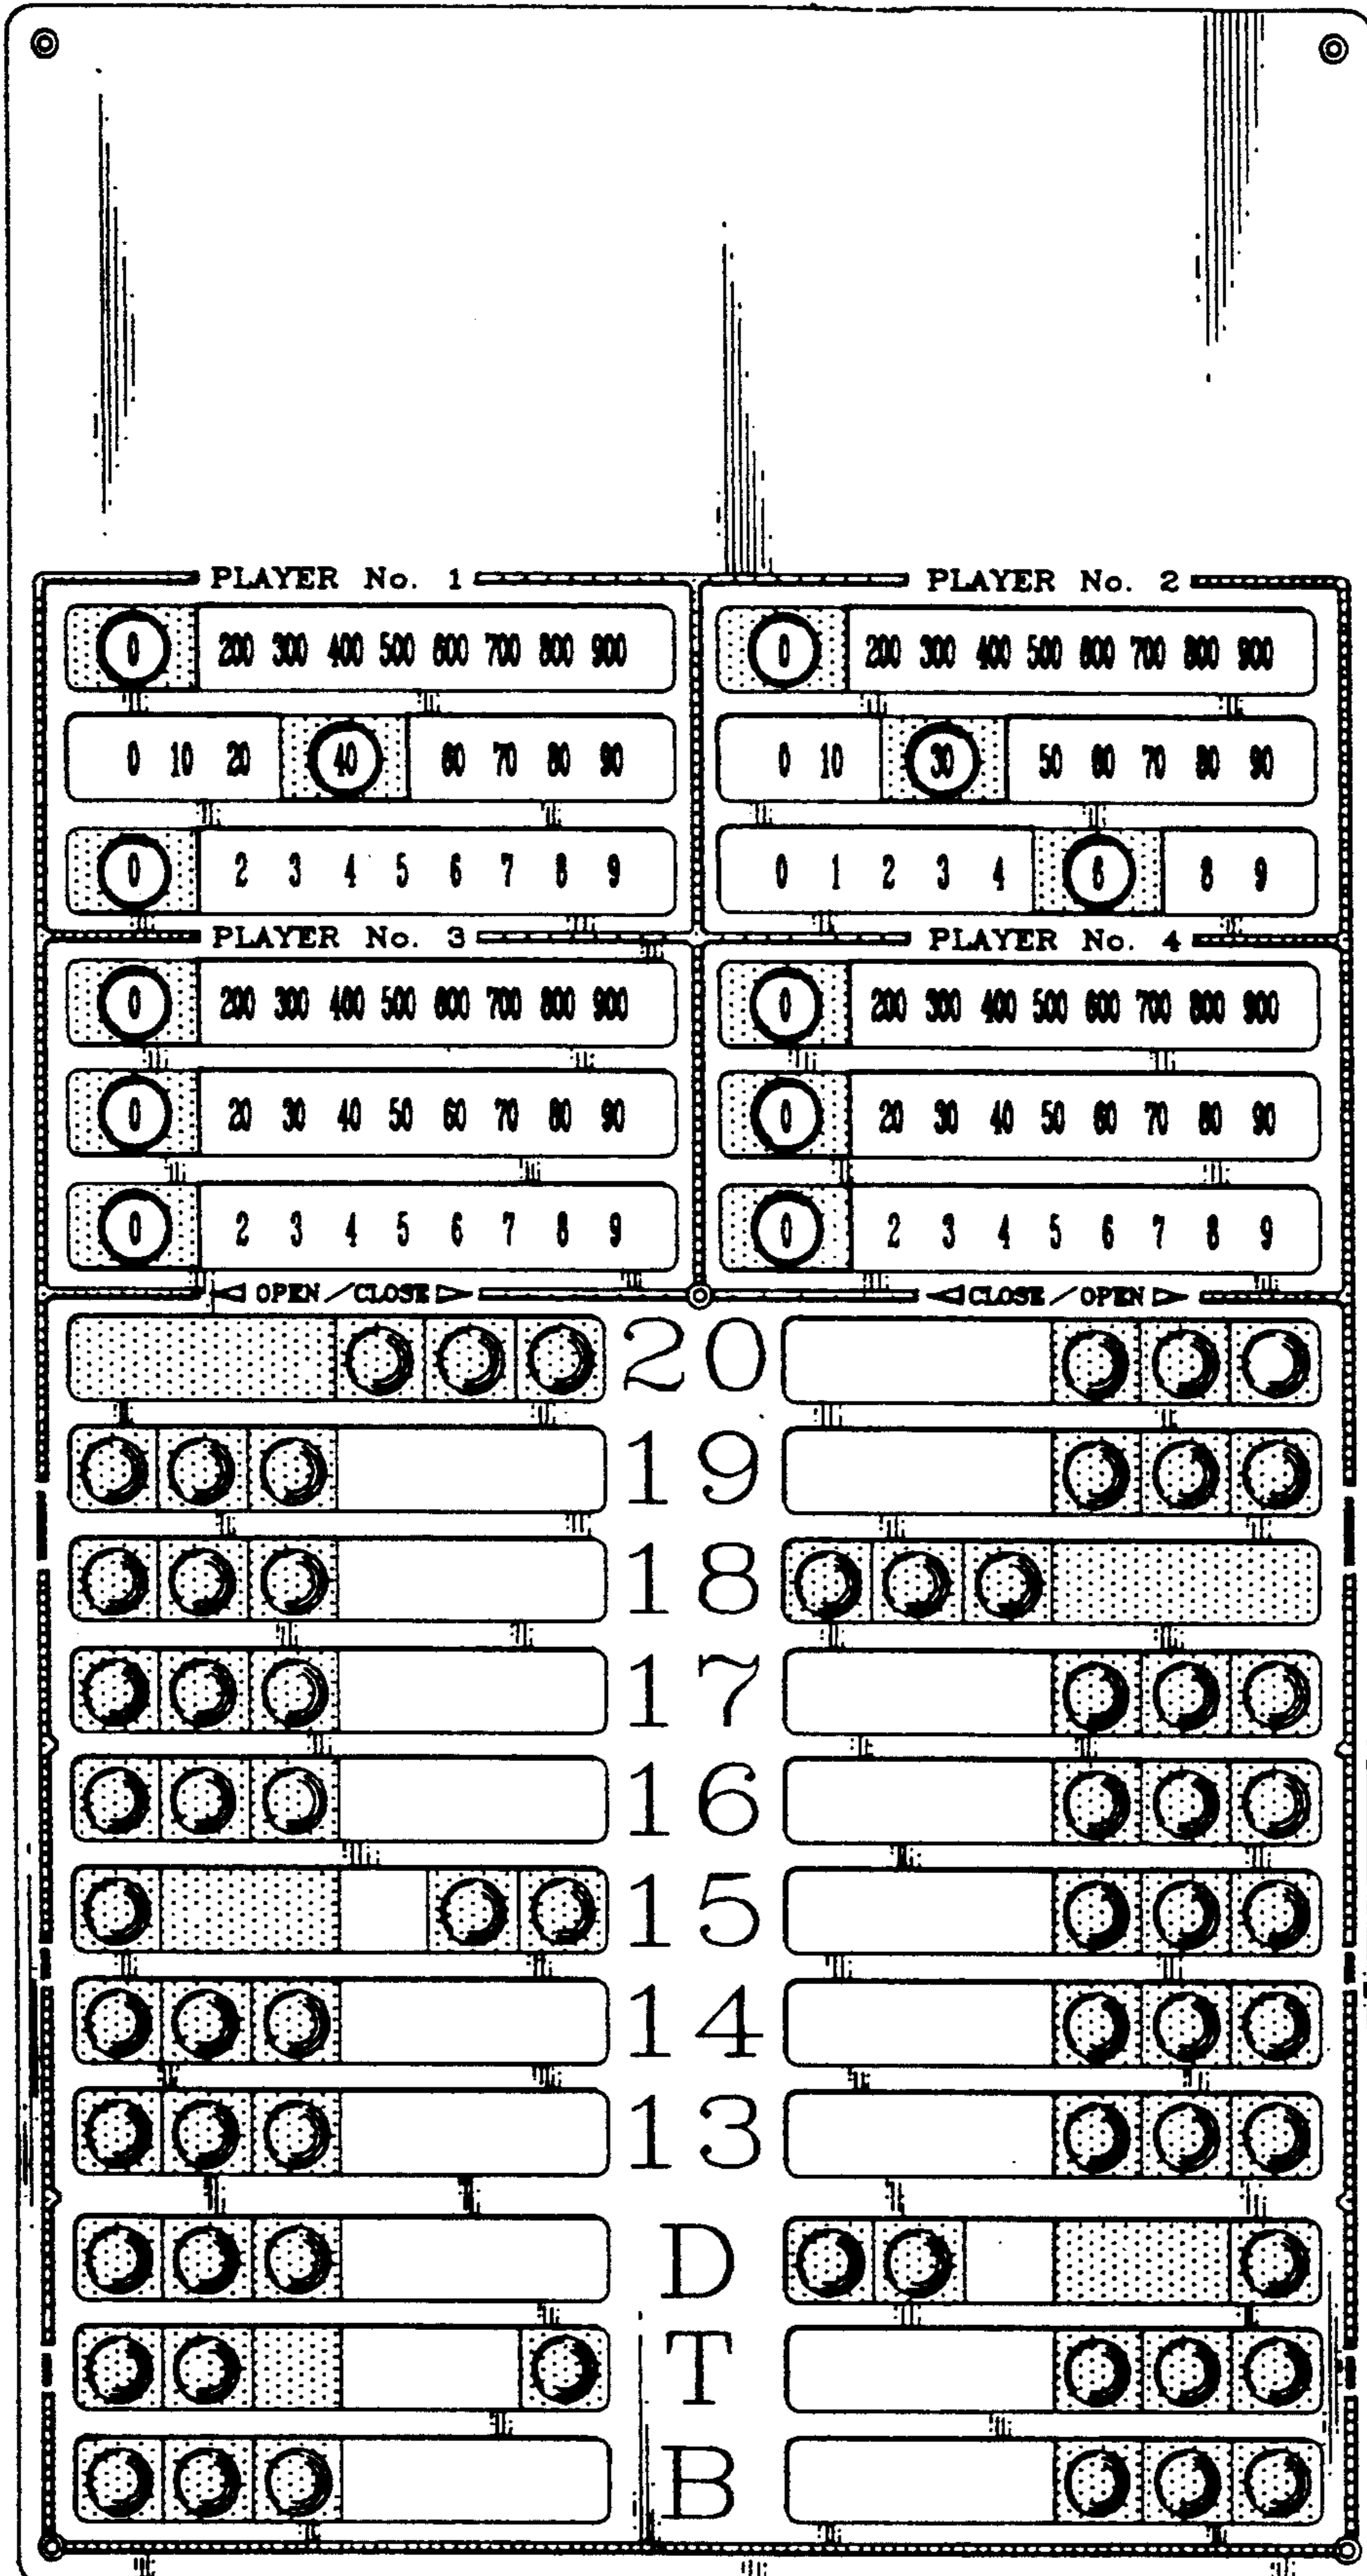 PLAYER No. 1 PLAYER No. 2
0 200 300 400 500 600 700 800 900 0 200 300 400 500 600 700 800 900
0 10 20 40 60 70 80 90 0 10 30 50 60 70 80 90
0 2 3 4 5 6 7 8 9 0 1 2 3 4 6 8 9
PLAYER No. 3 PLAYER No. 4
0 200 300 400 500 600 700 800 900 0 200 300 400 500 600 700 800 900
0 20 30 40 50 60 70 80 90 0 20 30 40 50 60 70 80 90
0 2 3 4 5 6 7 8 9 0 2 3 4 5 6 7 8 9
◁ OPEN / CLOSE ▷ ◁ CLOSE / OPEN ▷
20
19
18
17
16
15
14
13
D
T
B